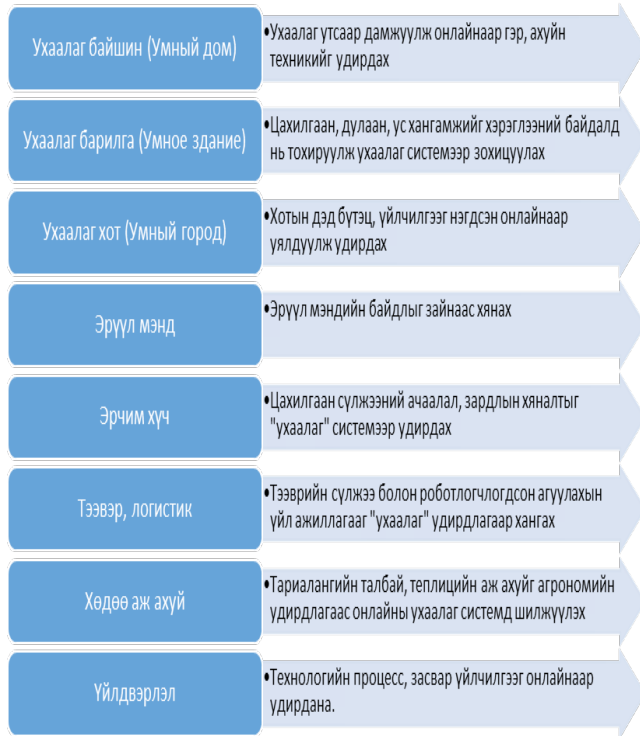 Ухаалаг байшин (Умный дом)
•Ухаалаг утсаар дамжуулж онлайнаар гэр, ахуйн
техникийг удирдах
Ухаалаг барилга (Умное здание)
•Цахилгаан, дулаан, ус хангамжийг хэрэглээний байдалд
нь тохируулж ухаалаг системээр зохицуулах
Ухаалаг хот (Умный город)
•Хотын дэд бүтэц, үйлчилгээг нэгдсэн онлайнаар
уялдуулж удирдах
Эрүүл мэнд
•Эрүүл мэндийн байдлыг зайнаас хянах
Эрчим хүч
•Цахилгаан сүлжээний ачаалал, зардлын хяналтыг
"ухаалаг" системээр удирдах
Тээвэр, логистик
•Тээврийн сүлжээ болон роботлогчлогдсон агуулахын
үйл ажиллагааг "ухаалаг" удирдлагаар хангах
Хөдөө аж ахуй
•Тариалангийн талбай, теплицийн аж ахуйг агрономийн
удирдлагаас онлайны ухаалаг системд шилжүүлэх
Үйлдвэрлэл
•Технологийн процесс, засвар үйлчилгээг онлайнаар
удирдана.